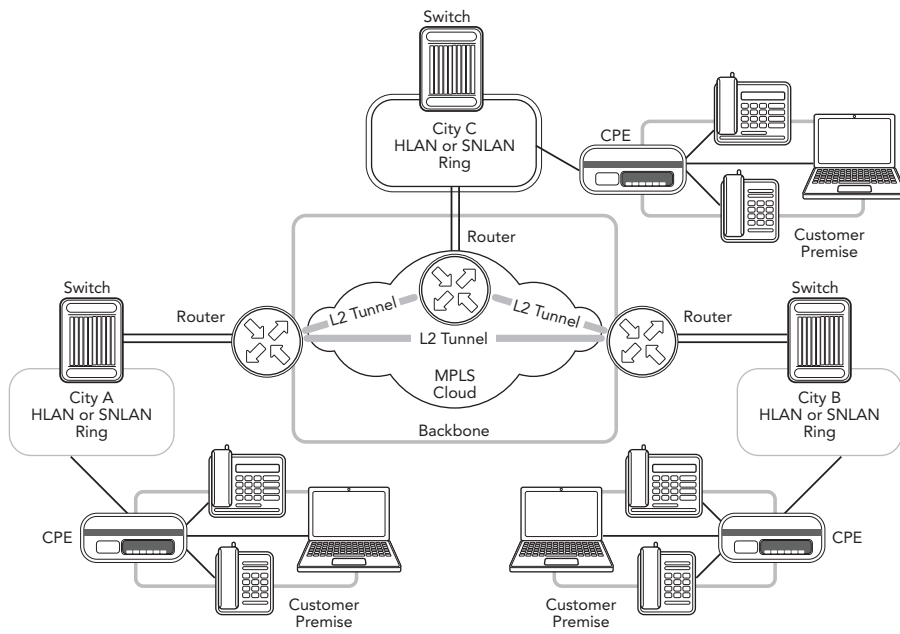 Switch
City C
HLAN or SNLAN
Ring
CPE
Customer
Premise
Router
Switch
Router
L2 Tunnel
L2 Tunnel
Router
Switch
L2 Tunnel
MPLS
Cloud
Backbone
City A
HLAN or SNLAN
Ring
City B
HLAN or SNLAN
Ring
CPE
Customer
Premise
CPE
Customer
Premise